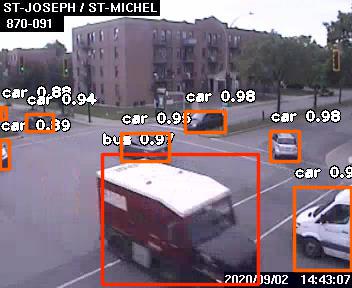 ST-JOSEPH / ST-MICHEL
870-091
car 0.88
car 0.94
car 0.98
car 0.95
car 0.98
car 0.89
bus 0.97
car 0.9
2020/09/02 14:43:07